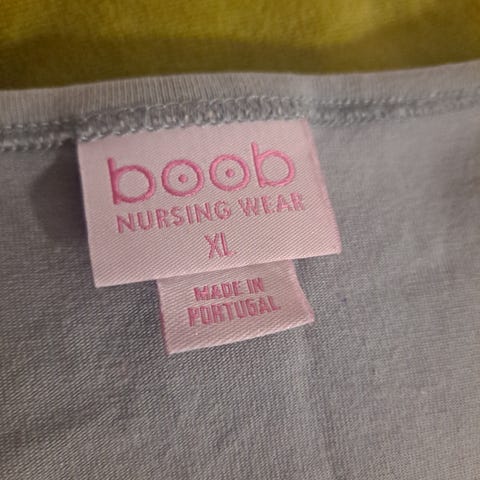 boob
NURSING WEAR
XL
MADE IN
PORTUGAL